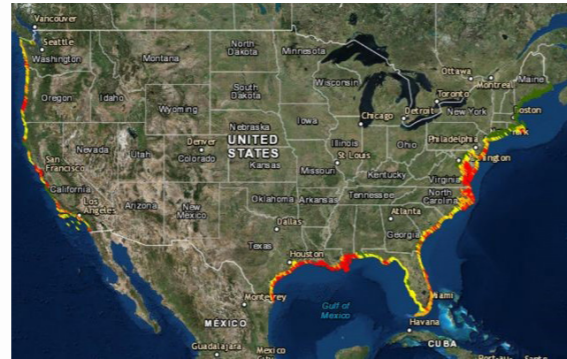 Vancouver
Seattle
Washington
Montana
North
Dakota
Minnesota
Ottawa
Montreal
Maine
Oregon
Idaho
Wyoming
South
Dakota
Wisconsin
Toronto
Detroit
New York
oston
Nebraska
Iowa
Chicago
Nevada
Utah
Denver
Colorado
UNITED
STATES
Kansas
Illinois
St Louis
Missouri
Ohio
Philadelphia
San
Francisco
California
Kentucky
Virginia
Los
Angeles
Arizona
New
Mexico
Oklahoma
Arkansas
Tennessee
North
Carolina
Dallas
Atlanta
Georgia
Texas
Houston
Monterrey
Gulf of
Mexico
Miami
Havana
MÉXICO
CUBA
Guadalajara
Mexico